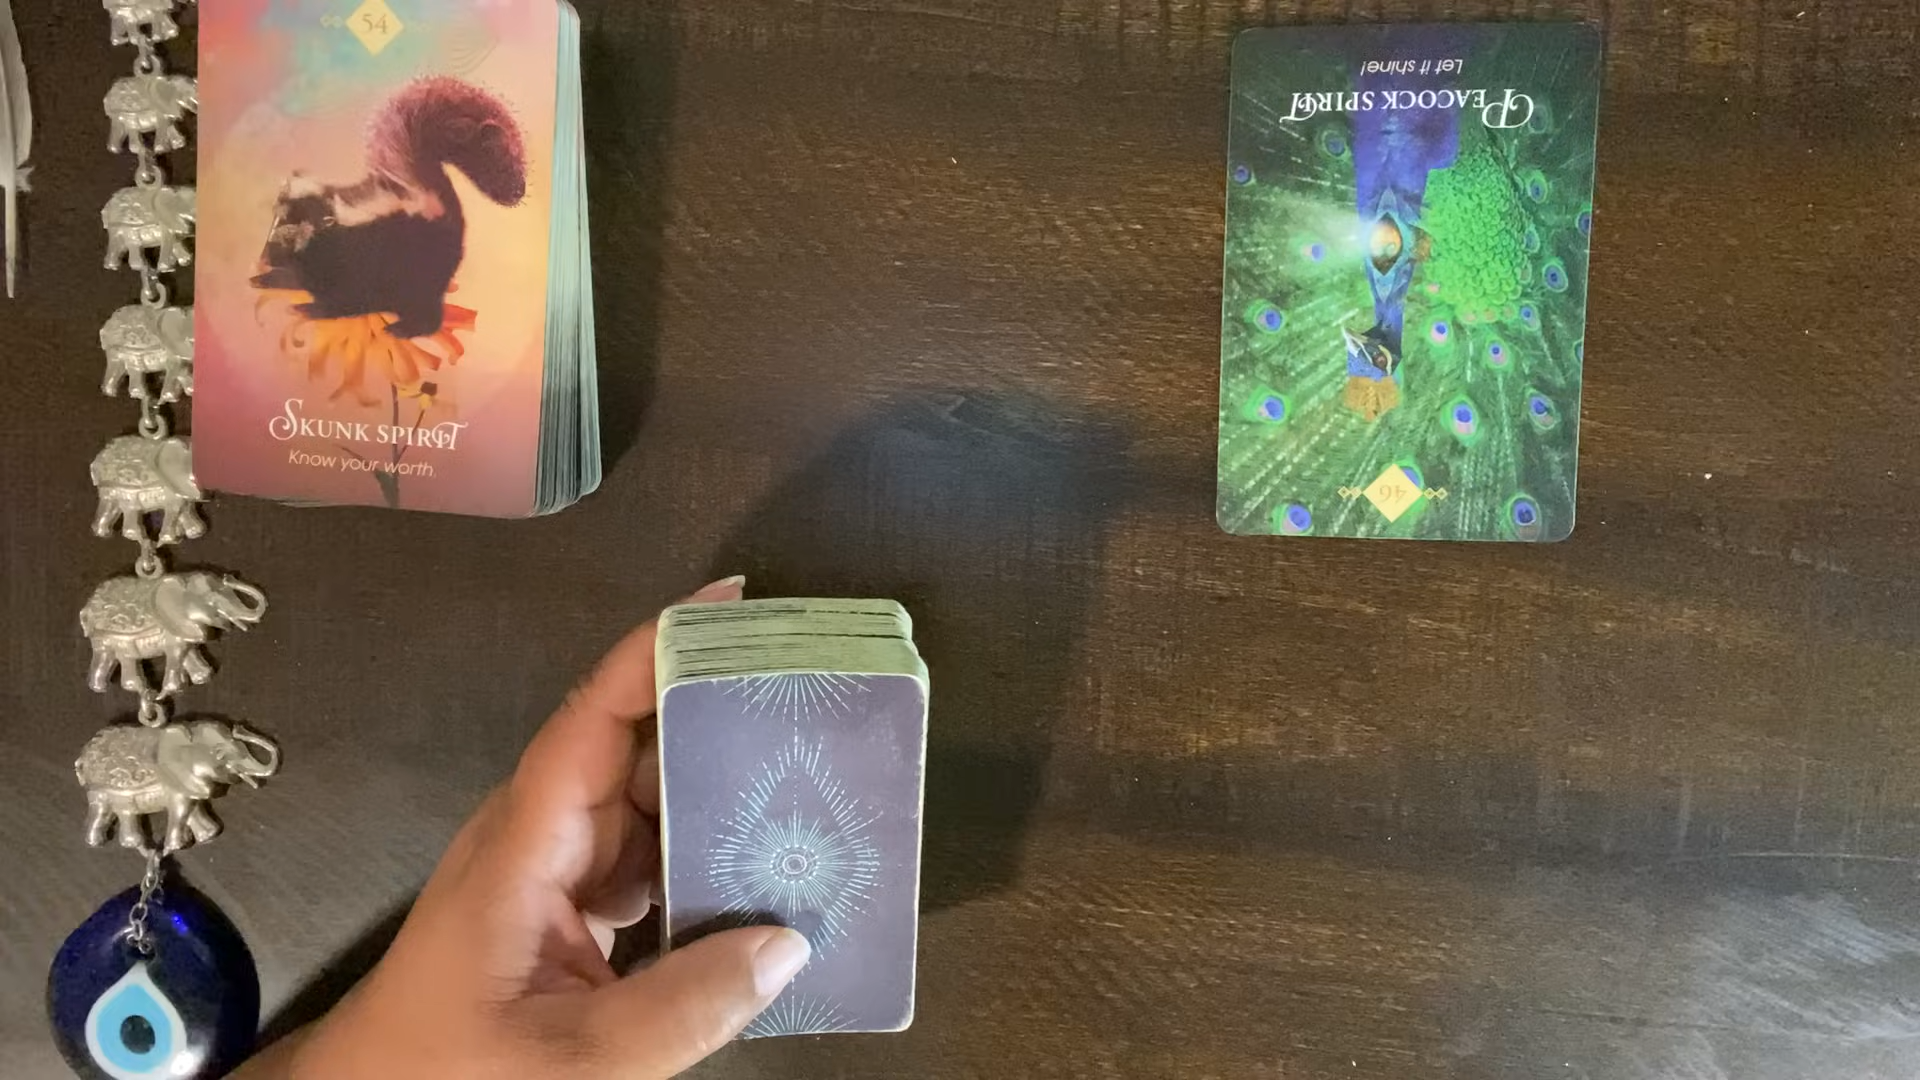 54
SKUNK SPIRIT
Know your worth.
PEACOCK SPIRIT
Let it shine!
46